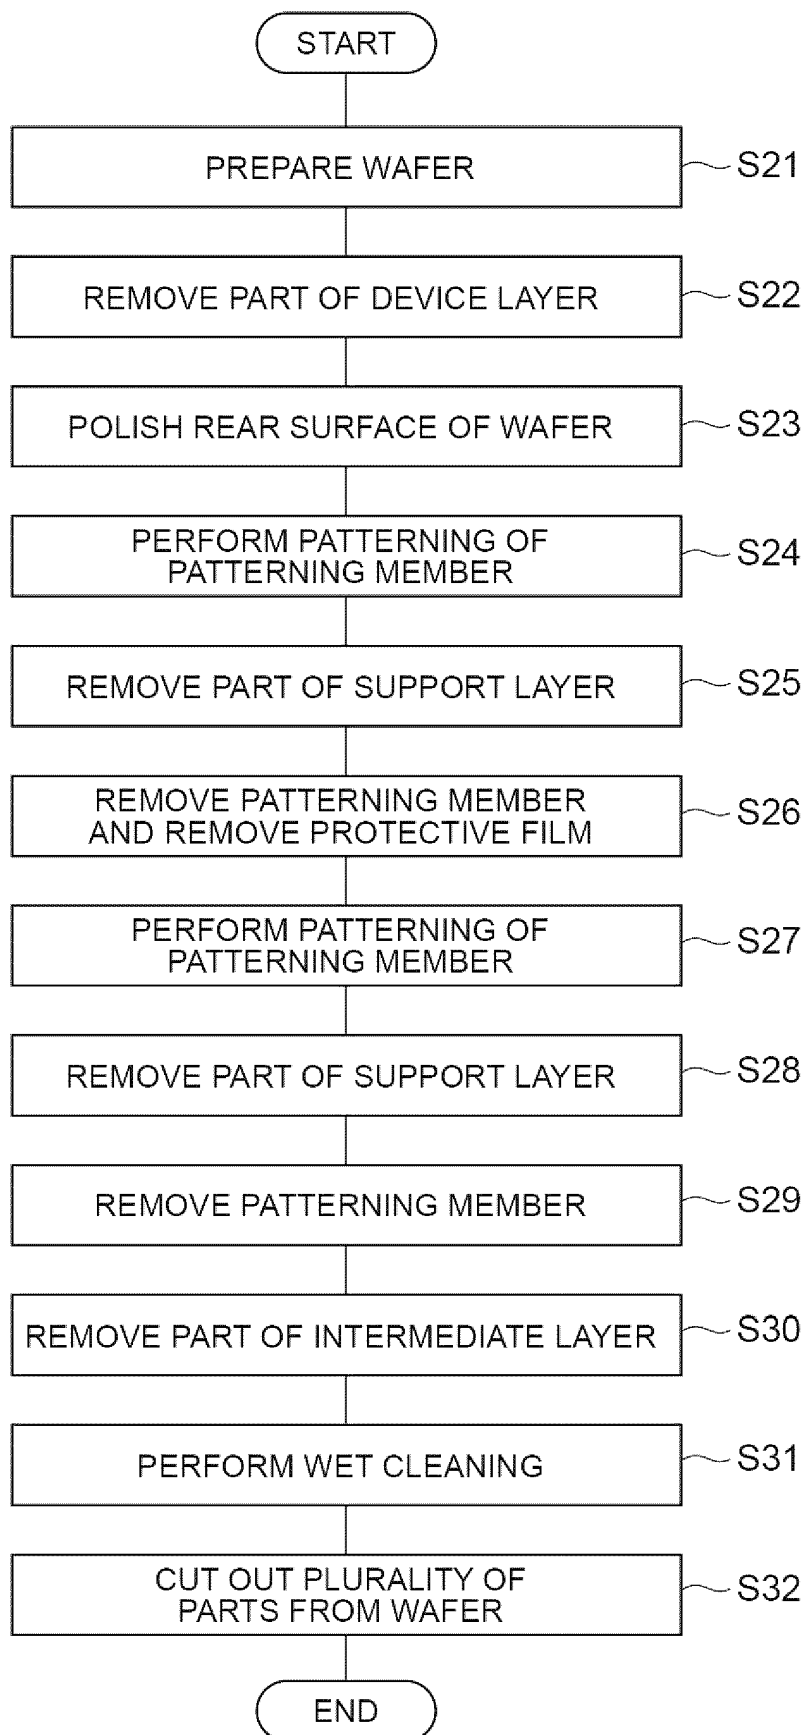 START
PREPARE WAFER
S21
REMOVE PART OF DEVICE LAYER
S22
POLISH REAR SURFACE OF WAFER
S23
PERFORM PATTERNING OF
PATTERNING MEMBER
S24
REMOVE PART OF SUPPORT LAYER
S25
REMOVE PATTERNING MEMBER
AND REMOVE PROTECTIVE FILM
S26
PERFORM PATTERNING OF
PATTERNING MEMBER
S27
REMOVE PART OF SUPPORT LAYER
S28
REMOVE PATTERNING MEMBER
S29
REMOVE PART OF INTERMEDIATE LAYER
S30
PERFORM WET CLEANING
S31
CUT OUT PLURALITY OF
PARTS FROM WAFER
S32
END